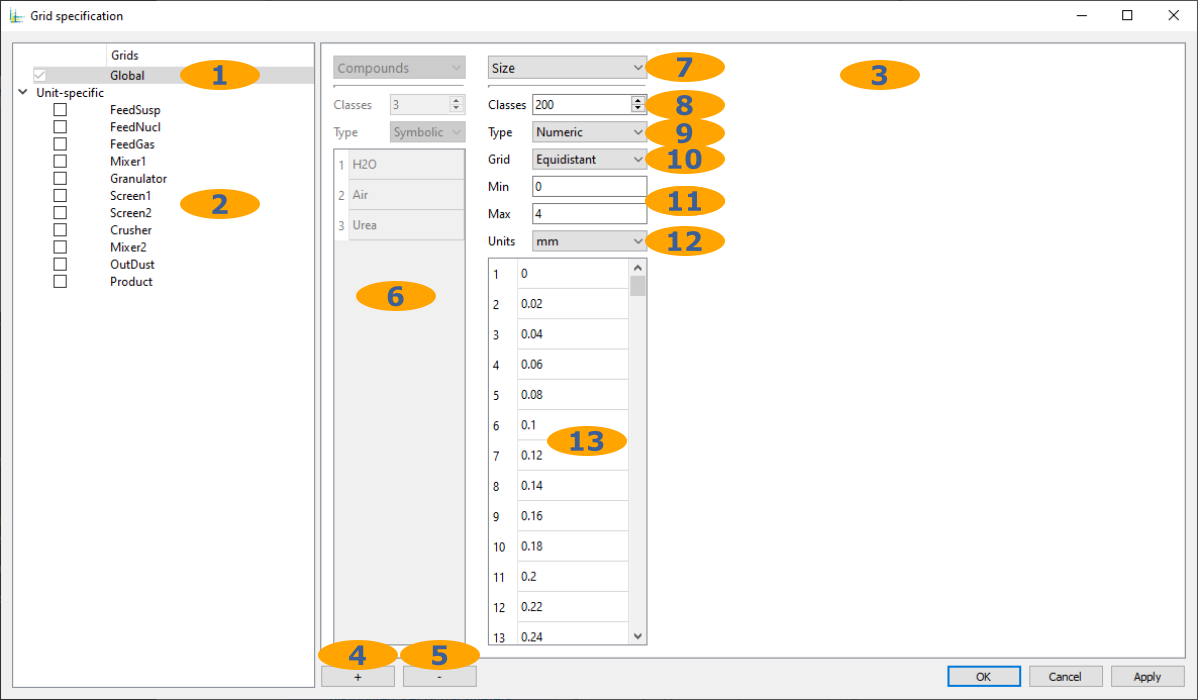 Grid specification
Grids
Global 1
Unit-specific
FeedSusp
FeedNucl
FeedGas
Mixer1
Granulator
Screen1
2
Screen2
Crusher
Mixer2
OutDust
Product
Compounds
Classes 3
Type Symbolic
1 H2O
2 Air
3 Urea
6
Size 7
Classes 200 8
Type Numeric 9
Grid Equidistant 10
Min 0
11
Max 4
Units mm 12
1 0
2 0.02
3 0.04
4 0.06
5 0.08
6 0.1
13
7 0.12
8 0.14
9 0.16
10 0.18
11 0.2
12 0.22
13 0.24
3
4
5
+
-
OK
Cancel
Apply